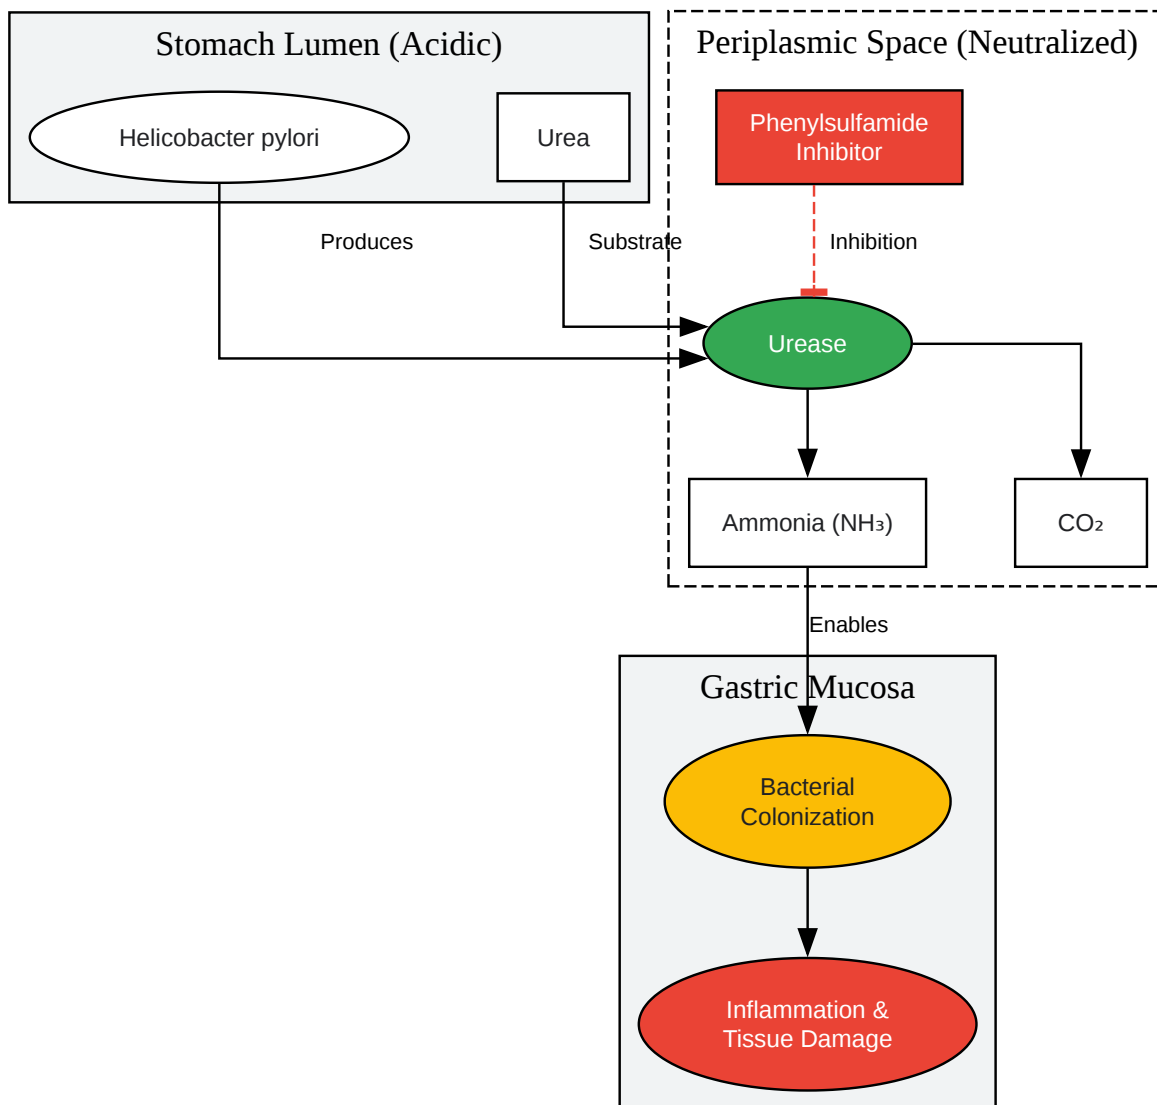 Stomach Lumen (Acidic)
Periplasmic Space (Neutralized)
Helicobacter pylori
Urea
Phenylsulfamide
Inhibitor
Produces
Substrate
Inhibition
Urease
Ammonia (NH₃)
CO₂
Enables
Gastric Mucosa
Bacterial
Colonization
Inflammation &
Tissue Damage